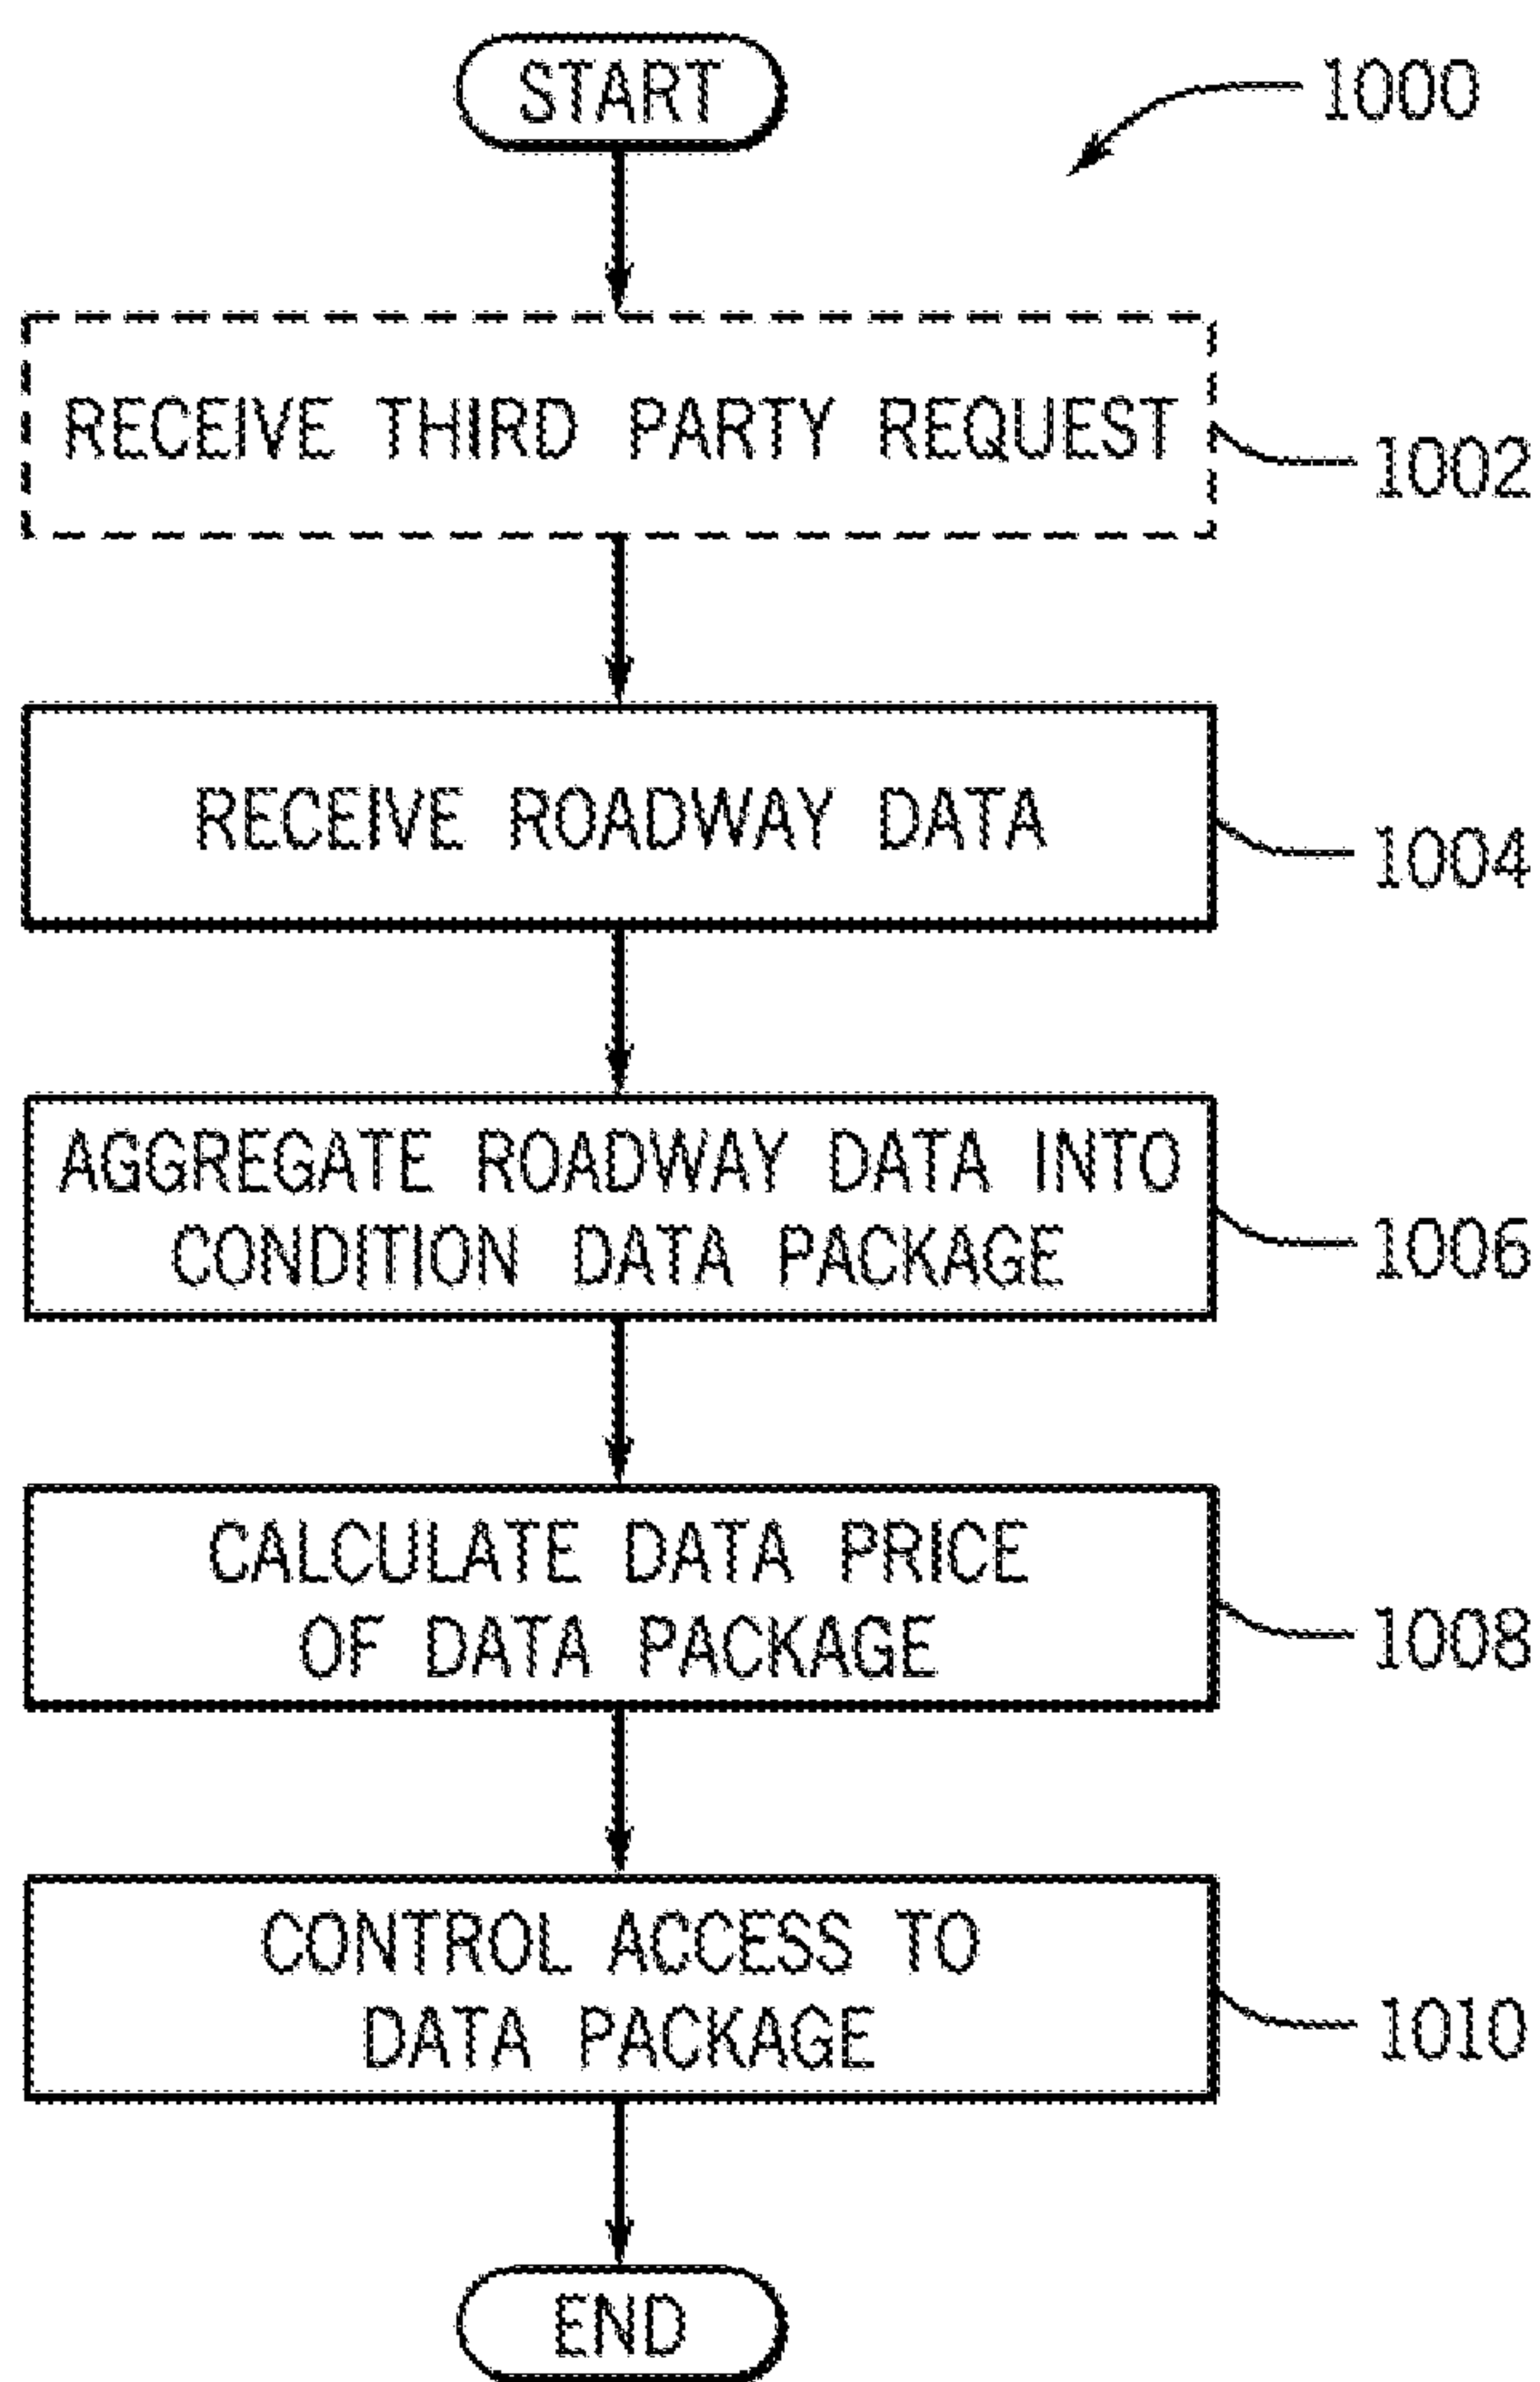 START
1000
RECEIVE THIRD PARTY REQUEST
1002
RECEIVE ROADWAY DATA
1004
AGGREGATE ROADWAY DATA INTO
CONDITION DATA PACKAGE
1006
CALCULATE DATA PRICE
OF DATA PACKAGE
1008
CONTROL ACCESS TO
DATA PACKAGE
1010
END